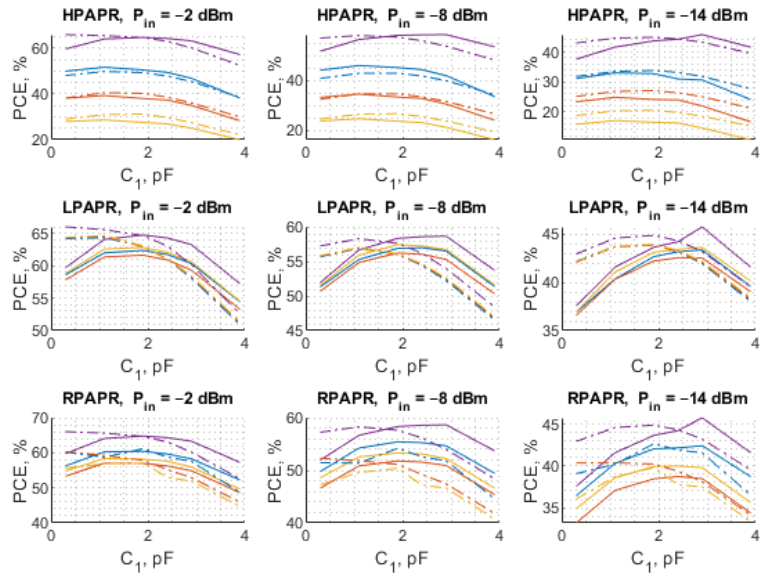 HPAPR, P_in = −2 dBm
HPAPR, P_in = −8 dBm
HPAPR, P_in = −14 dBm
PCE, %
60
40
20
0
2
4
C_1, pF
PCE, %
40
20
0
2
4
C_1, pF
PCE, %
40
30
20
0
2
4
C_1, pF
LPAPR, P_in = −2 dBm
LPAPR, P_in = −8 dBm
LPAPR, P_in = −14 dBm
PCE, %
65
60
55
50
0
2
4
C_1, pF
PCE, %
60
55
50
45
0
2
4
C_1, pF
PCE, %
45
40
35
0
2
4
C_1, pF
RPAPR, P_in = −2 dBm
RPAPR, P_in = −8 dBm
RPAPR, P_in = −14 dBm
PCE, %
70
60
50
40
0
2
4
C_1, pF
PCE, %
60
50
40
0
2
4
C_1, pF
PCE, %
45
40
35
0
2
4
C_1, pF